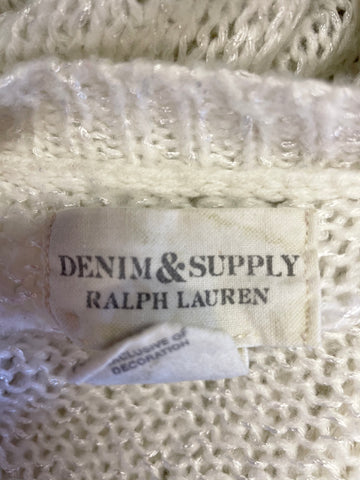 DENIM&SUPPLY
RALPH LAUREN
EXCLUSIVE OF
DECORATION